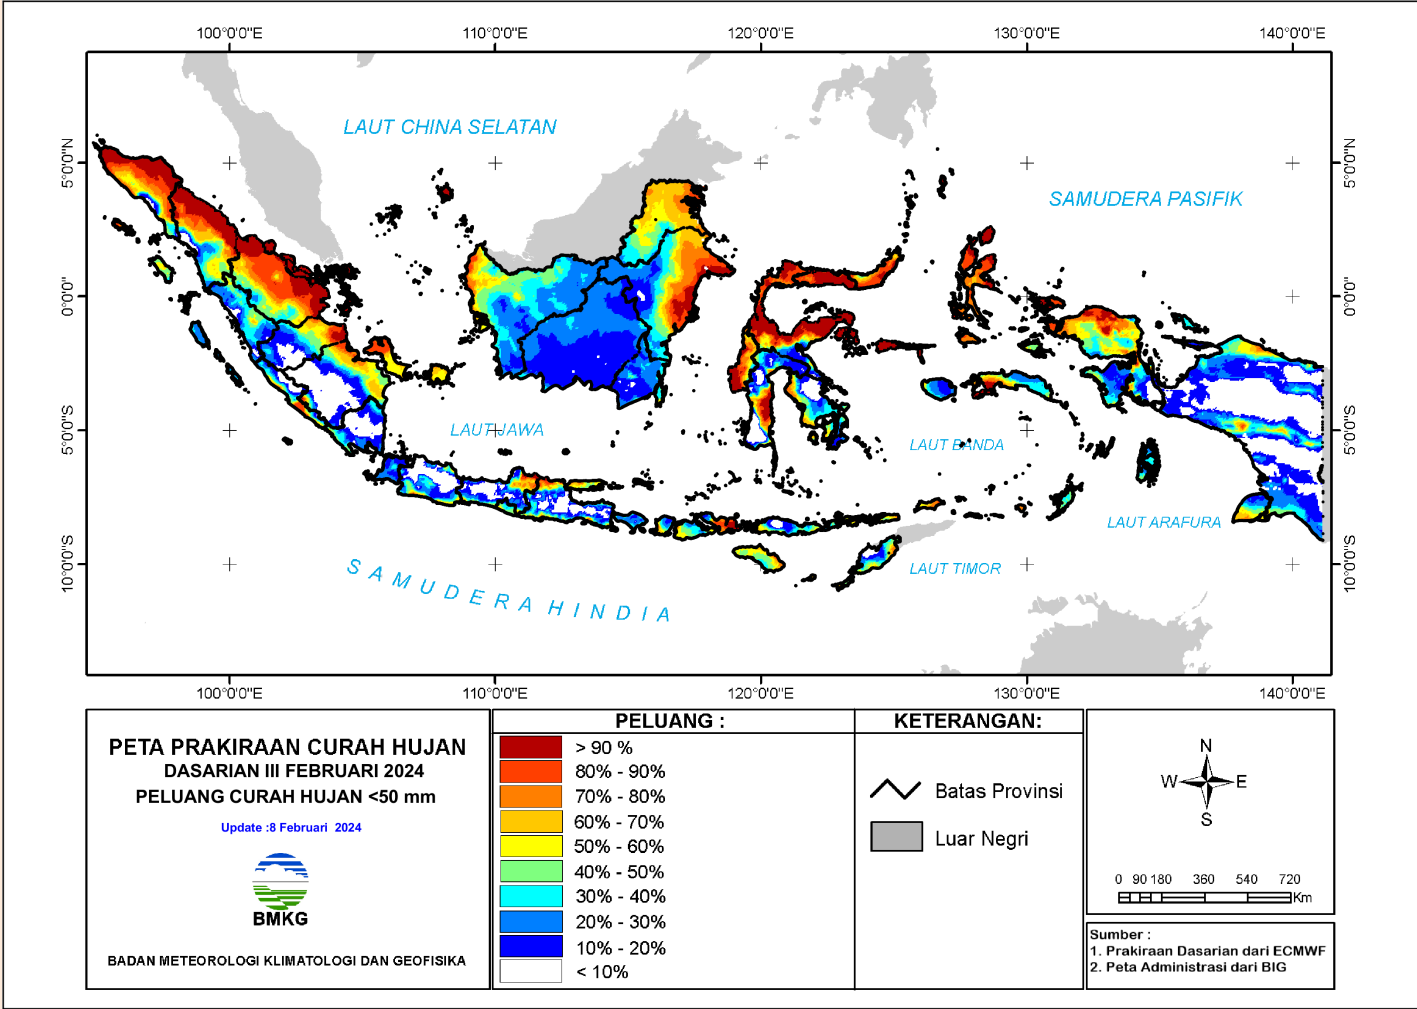 100°0'0"E 110°0'0"E 120°0'0"E 130°0'0"E 140°0'0"E
5°0'0"N
0°0'0"
5°0'0"S
10°0'0"S
LAUT CHINA SELATAN
SAMUDERA PASIFIK
LAUT JAWA
LAUT BANDA
LAUT ARAFURA
LAUT TIMOR
SAMUDERA HINDIA
5°0'0"N
0°0'0"
5°0'0"S
10°0'0"S
100°0'0"E 110°0'0"E 120°0'0"E 130°0'0"E 140°0'0"E
PETA PRAKIRAAN CURAH HUJAN
DASARIAN III FEBRUARI 2024
PELUANG CURAH HUJAN <50 mm
Update :8 Februari 2024
BMKG
BADAN METEOROLOGI KLIMATOLOGI DAN GEOFISIKA
PELUANG :
> 90 %
80% - 90%
70% - 80%
60% - 70%
50% - 60%
40% - 50%
30% - 40%
20% - 30%
10% - 20%
< 10%
KETERANGAN:
Batas Provinsi
Luar Negri
N
W E
S
0 90 180 360 540 720
Km
Sumber :
1. Prakiraan Dasarian dari ECMWF
2. Peta Administrasi dari BIG